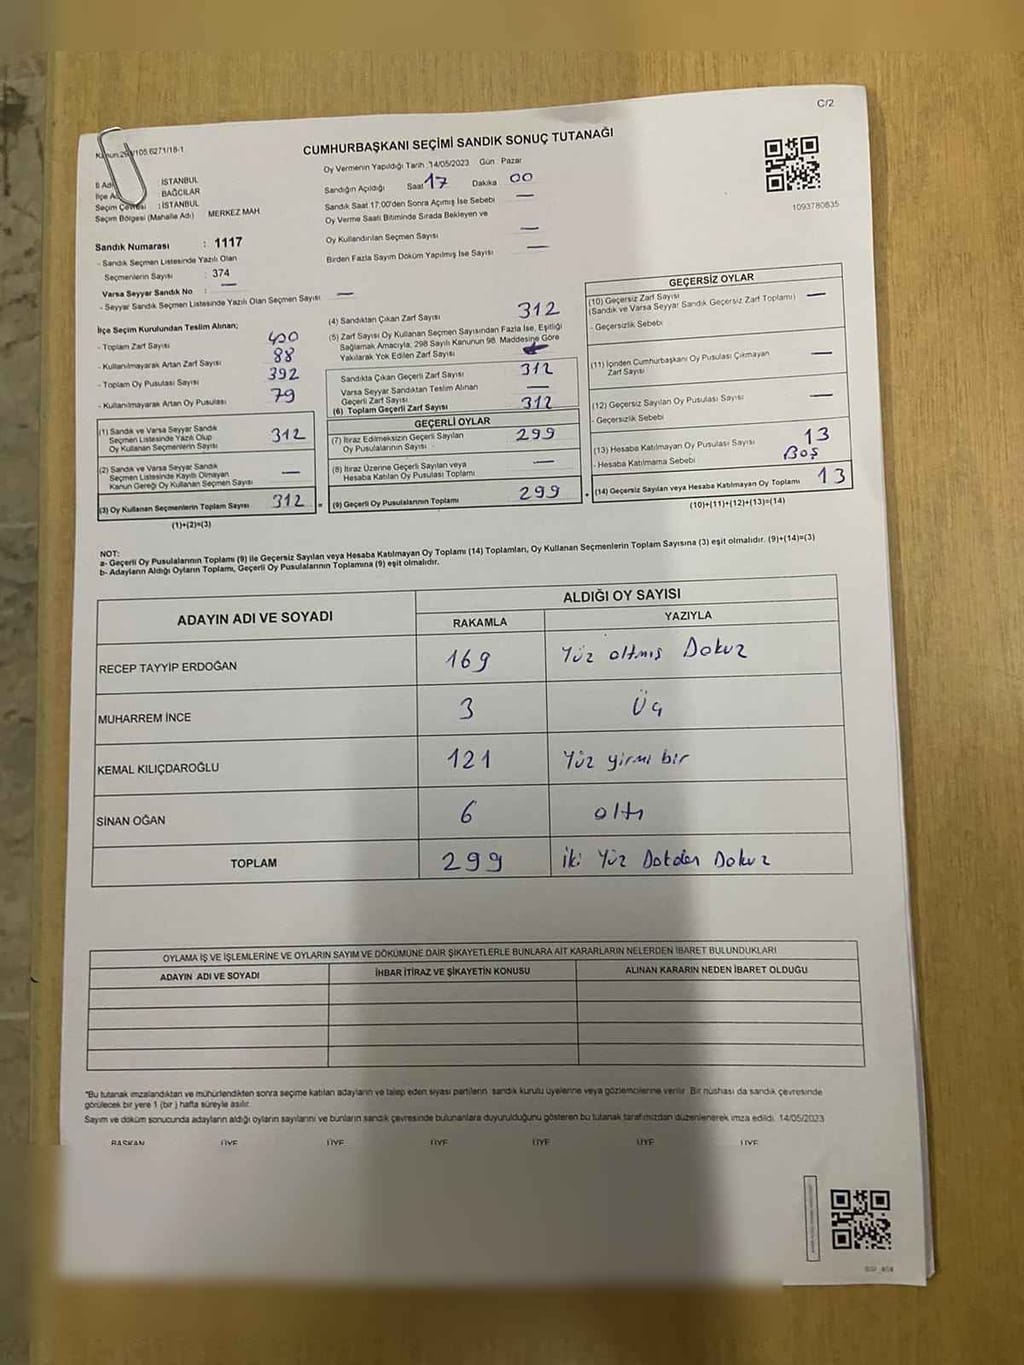 C/2
CUMHURBAŞKANI SEÇİMİ SANDIK SONUÇ TUTANAĞI
Oy Vermenin Yapıldığı Tarih :14/05/2023 Gün : Pazar
Sandığın Açıldığı Saat 17 Dakika 00
Sandık Saat 17:00'den Sonra Açımış İse Sebebi —
Oy Verme Saati Bitiminde Sırada Bekleyen ve
Oy Kullandırılan Seçmen Sayısı —
Birden Fazla Sayım Döküm Yapılmış İse Sayısı —
1093780835
: İSTANBUL
: BAĞCILAR
: İSTANBUL
Seçim Bölgesi (Mahalle Adı) MERKEZ MAH
Sandık Numarası : 1117
- Sandık Seçmen Listesinde Yazılı Olan
Seçmenlerin Sayısı : 374
Varsa Seyyar Sandık No : —
- Seyyar Sandık Seçmen Listesinde Yazılı Olan Seçmen Sayısı —
İlçe Seçim Kurulundan Teslim Alınan;
- Toplam Zarf Sayısı 400
- Kullanılmayarak Artan Zarf Sayısı 88
- Toplam Oy Pusulası Sayısı 392
- Kullanılmayarak Artan Oy Pusulası 79
(1) Sandık ve Varsa Seyyar Sandık
Seçmen Listesinde Yazılı Olup
Oy Kullanan Seçmenlerin Sayısı 312
(2) Sandık ve Varsa Seyyar Sandık
Seçmen Listesinde Kayıtlı Olmayan
Kanun Gereği Oy Kullanan Seçmen Sayısı —
(3) Oy Kullanan Seçmenlerin Toplam Sayısı 312 =
(1)+(2)=(3)
(4) Sandıktan Çıkan Zarf Sayısı 312
(5) Zarf Sayısı Oy Kullanan Seçmen Sayısından Fazla İse, Eşitliği
Sağlamak Amacıyla, 298 Sayılı Kanunun 98. Maddesine Göre
Yakılarak Yok Edilen Zarf Sayısı
Sandıkta Çıkan Geçerli Zarf Sayısı 312
Varsa Seyyar Sandıktan Teslim Alınan
Geçerli Zarf Sayısı —
(6) Toplam Geçerli Zarf Sayısı 312
GEÇERLİ OYLAR
(7) İtiraz Edilmeksizin Geçerli Sayılan
Oy Pusulalarının Sayısı 299
(8) İtiraz Üzerine Geçerli Sayılan veya
Hesaba Katılan Oy Pusulası Toplamı —
(9) Geçerli Oy Pusulalarının Toplamı 299
GEÇERSİZ OYLAR
(10) Geçersiz Zarf Sayısı —
(Sandık ve Varsa Seyyar Sandık Geçersiz Zarf Toplamı)
- Geçersizlik Sebebi
(11) İçinden Cumhurbaşkanı Oy Pusulası Çıkmayan
Zarf Sayısı —
(12) Geçersiz Sayılan Oy Pusulası Sayısı —
- Geçersizlik Sebebi
(13) Hesaba Katılmayan Oy Pusulası Sayısı 13
- Hesaba Katılmama Sebebi Boş
(14) Geçersiz Sayılan veya Hesaba Katılmayan Oy Toplamı 13
(10)+(11)+(12)+(13)=(14)
NOT:
a- Geçerli Oy Pusulalarının Toplamı (9) ile Geçersiz Sayılan veya Hesaba Katılmayan Oy Toplamı (14) Toplamları, Oy Kullanan Seçmenlerin Toplam Sayısına (3) eşit olmalıdır. (9)+(14)=(3)
b- Adayların Aldığı Oyların Toplamı, Geçerli Oy Pusulalarının Toplamına (9) eşit olmalıdır.
ADAYIN ADI VE SOYADI ALDIĞI OY SAYISI
RAKAMLA YAZIYLA
RECEP TAYYİP ERDOĞAN 169 Yüz altmış Dokuz
MUHARREM İNCE 3 Üç
KEMAL KILIÇDAROĞLU 121 Yüz yirmi bir
SİNAN OĞAN 6 altı
TOPLAM 299 İki Yüz Doksan Dokuz
OYLAMA İŞ VE İŞLEMLERİNE VE OYLARIN SAYIM VE DÖKÜMÜNE DAİR ŞİKAYETLERLE BUNLARA AİT KARARLARIN NELERDEN İBARET BULUNDUKLARI
ADAYIN ADI VE SOYADI İHBAR İTİRAZ VE ŞİKAYETİN KONUSU ALINAN KARARIN NEDEN İBARET OLDUĞU
"Bu tutanak imzalandıktan ve mühürlendikten sonra seçime katılan adayların ve talep eden siyasi partilerin sandık kurulu üyelerine veya gözlemcilerine verilir. Bir nüshası da sandık çevresinde
görülecek bir yere 1 (bir ) hafta süreyle asılır.
Sayım ve döküm sonucunda adayların aldığı oyların sayılarını ve bunların sandık çevresinde bulunanlara duyurulduğunu gösteren bu tutanak tarafımızdan düzenlenerek imza edildi. 14/05/2023
BAŞKAN ÜYE ÜYE ÜYE ÜYE ÜYE ÜYE